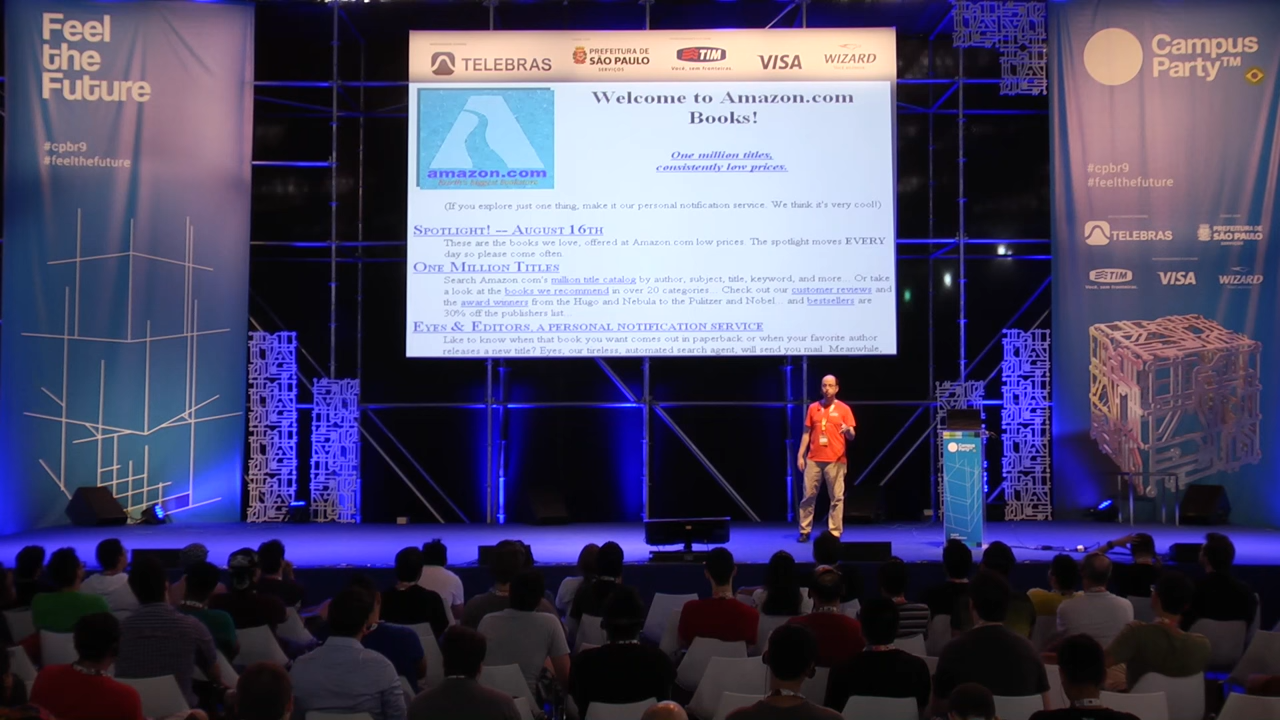 Feel
the
Future
#cpbr9
#feelthefuture
TELEBRAS
PREFEITURA DE
SÃO PAULO
SERVIÇOS
TIM
Você, sem fronteiras.
VISA
WIZARD
amazon.com
Welcome to Amazon.com
Books!
One million titles,
consistently low prices.
(If you explore just one thing, make it our personal notification service. We think it's very cool!)
SPOTLIGHT! -- AUGUST 16TH
These are the books we love, offered at Amazon.com low prices. The spotlight moves EVERY
day so please come often.
ONE MILLION TITLES
Search Amazon.com's million title catalog by author, subject, title, keyword, and more... Or take
a look at the books we recommend in over 20 categories... Check out our customer reviews and
the award winners from the Hugo and Nebula to the Pulitzer and Nobel... and bestsellers are
30% off the publishers list...
EYES & EDITORS, A PERSONAL NOTIFICATION SERVICE
Like to know when that book you want comes out in paperback or when your favorite author
releases a new title? Eyes, our tireless, automated search agent, will send you mail. Meanwhile,
Campus
Party™
#cpbr9
#feelthefuture
TELEBRAS
PREFEITURA DE
SÃO PAULO
TIM
VISA
WIZARD
Campus
Party